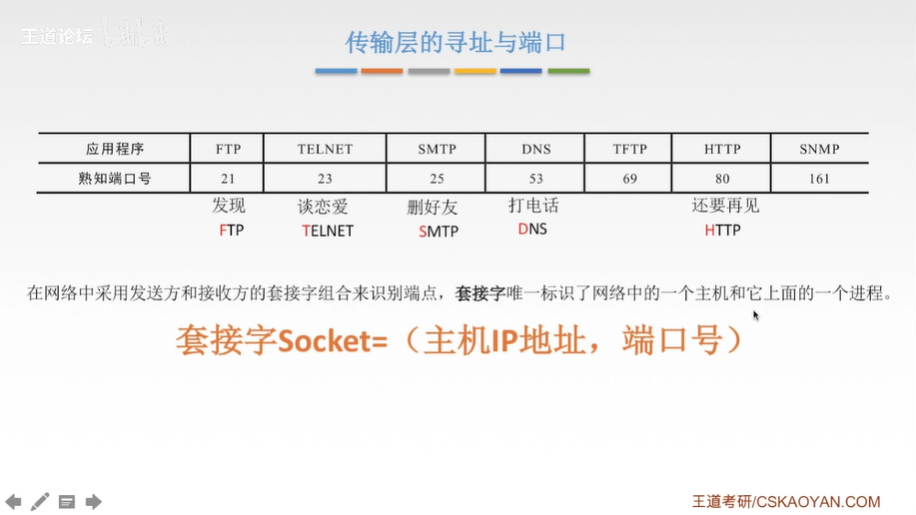 王道论坛 bilibili
传输层的寻址与端口
应用程序 FTP TELNET SMTP DNS TFTP HTTP SNMP
熟知端口号 21 23 25 53 69 80 161
发现 谈恋爱 删好友 打电话 还要再见
FTP TELNET SMTP DNS HTTP
在网络中采用发送方和接收方的套接字组合来识别端点，套接字唯一标识了网络中的一个主机和它上面的一个进程。
套接字Socket=（主机IP地址，端口号）
王道考研/CSKAOYAN.COM